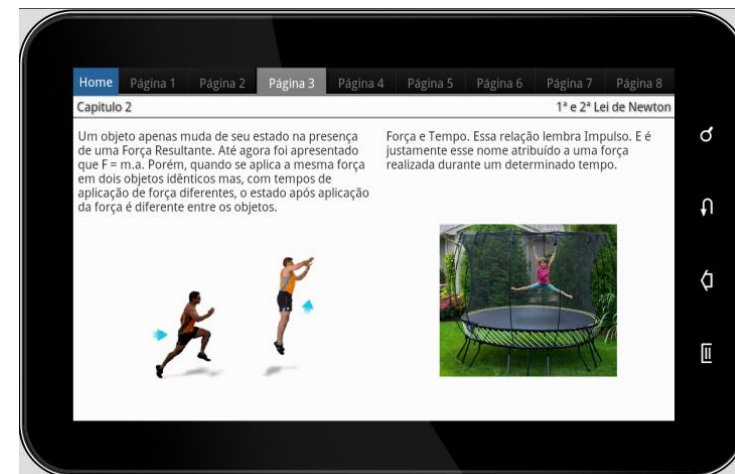 Home Página 1 Página 2 Página 3 Página 4 Página 5 Página 6 Página 7 Página 8
Capitulo 2 1ª e 2ª Lei de Newton
Um objeto apenas muda de seu estado na presença
de uma Força Resultante. Até agora foi apresentado
que F = m.a. Porém, quando se aplica a mesma força
em dois objetos idênticos mas, com tempos de
aplicação de força diferentes, o estado após aplicação
da força é diferente entre os objetos.
Força e Tempo. Essa relação lembra Impulso. E é
justamente esse nome atribuído a uma força
realizada durante um determinado tempo.